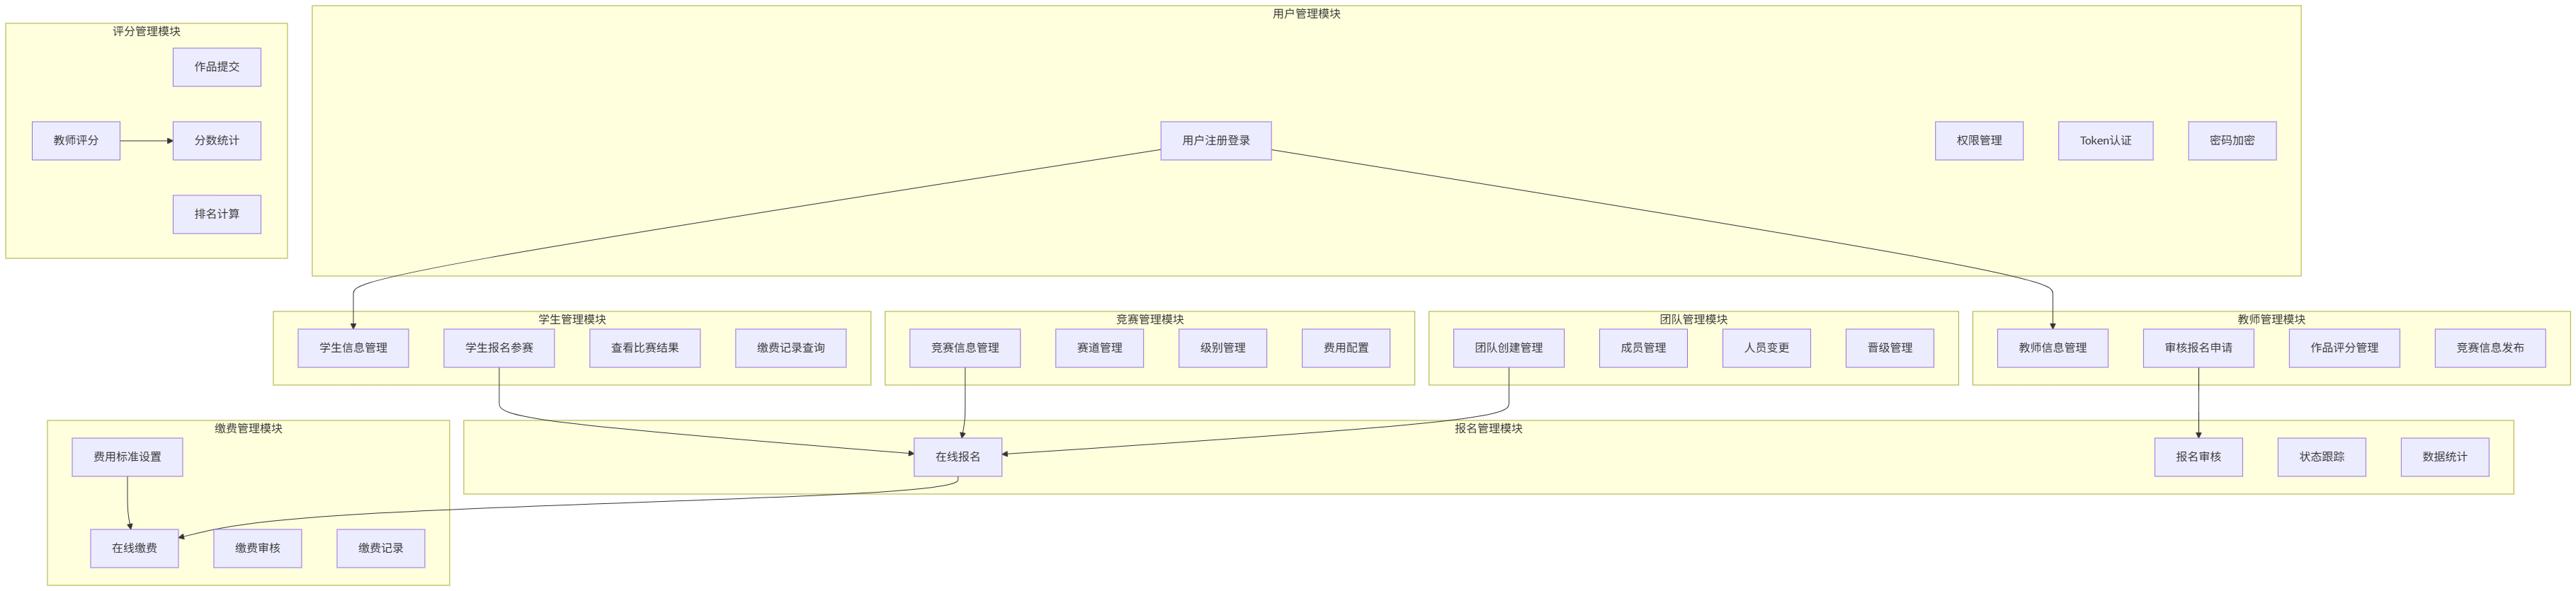 用户管理模块
用户注册登录
权限管理
Token认证
密码加密
评分管理模块
作品提交
教师评分
分数统计
排名计算
学生管理模块
学生信息管理
学生报名参赛
查看比赛结果
缴费记录查询
竞赛管理模块
竞赛信息管理
赛道管理
级别管理
费用配置
团队管理模块
团队创建管理
成员管理
人员变更
晋级管理
教师管理模块
教师信息管理
审核报名申请
作品评分管理
竞赛信息发布
缴费管理模块
费用标准设置
在线缴费
缴费审核
缴费记录
报名管理模块
在线报名
报名审核
状态跟踪
数据统计